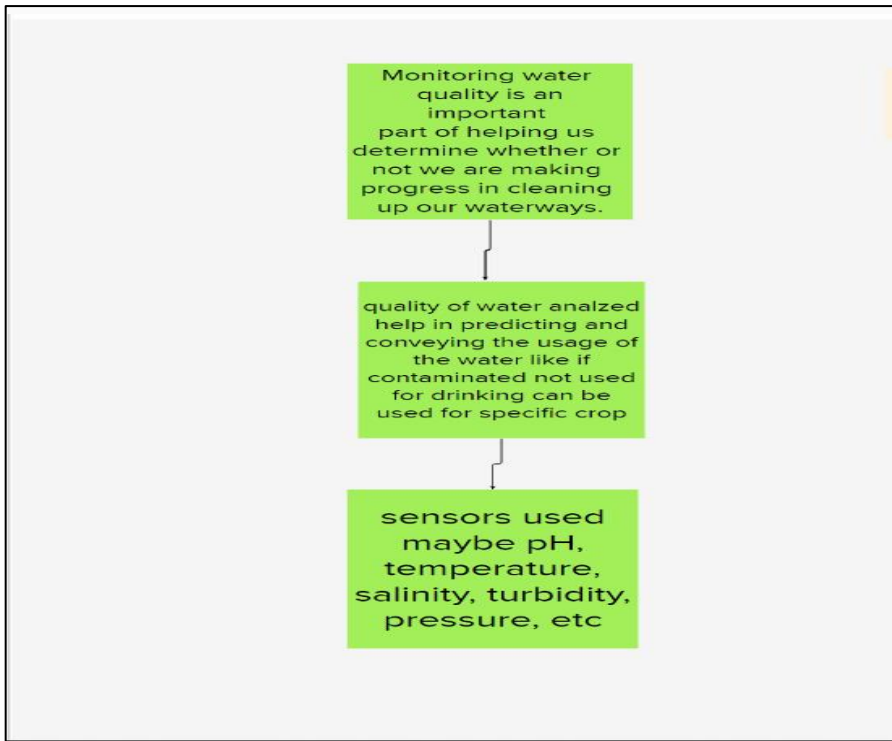 Monitoring water
quality is an
important
part of helping us
determine whether or
not we are making
progress in cleaning
up our waterways.
quality of water analzed
help in predicting and
conveying the usage of
the water like if
contaminated not used
for drinking can be
used for specific crop
sensors used
maybe pH,
temperature,
salinity, turbidity,
pressure, etc